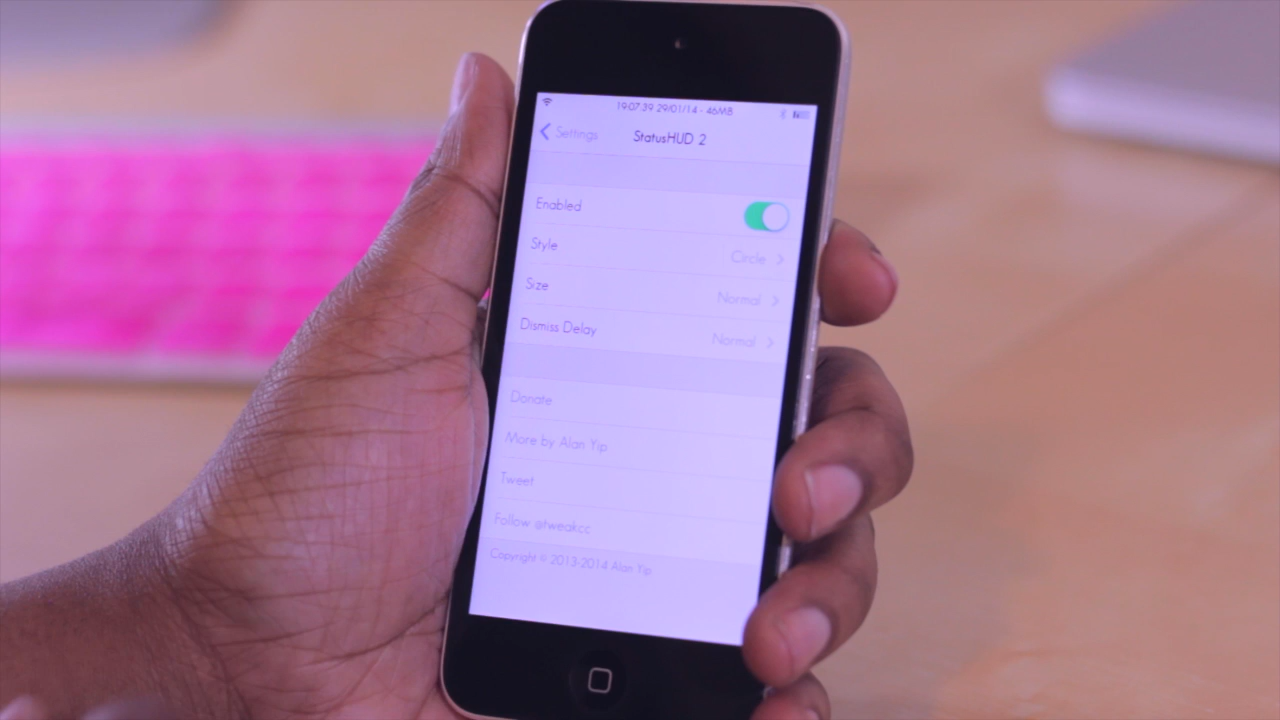 19:07:39 29/01/14 - 46MB
Settings
StatusHUD 2
Enabled
Style
Circle
Size
Normal
Dismiss Delay
Normal
Donate
More by Alan Yip
Tweet
Follow @tweakcc
Copyright © 2013-2014 Alan Yip